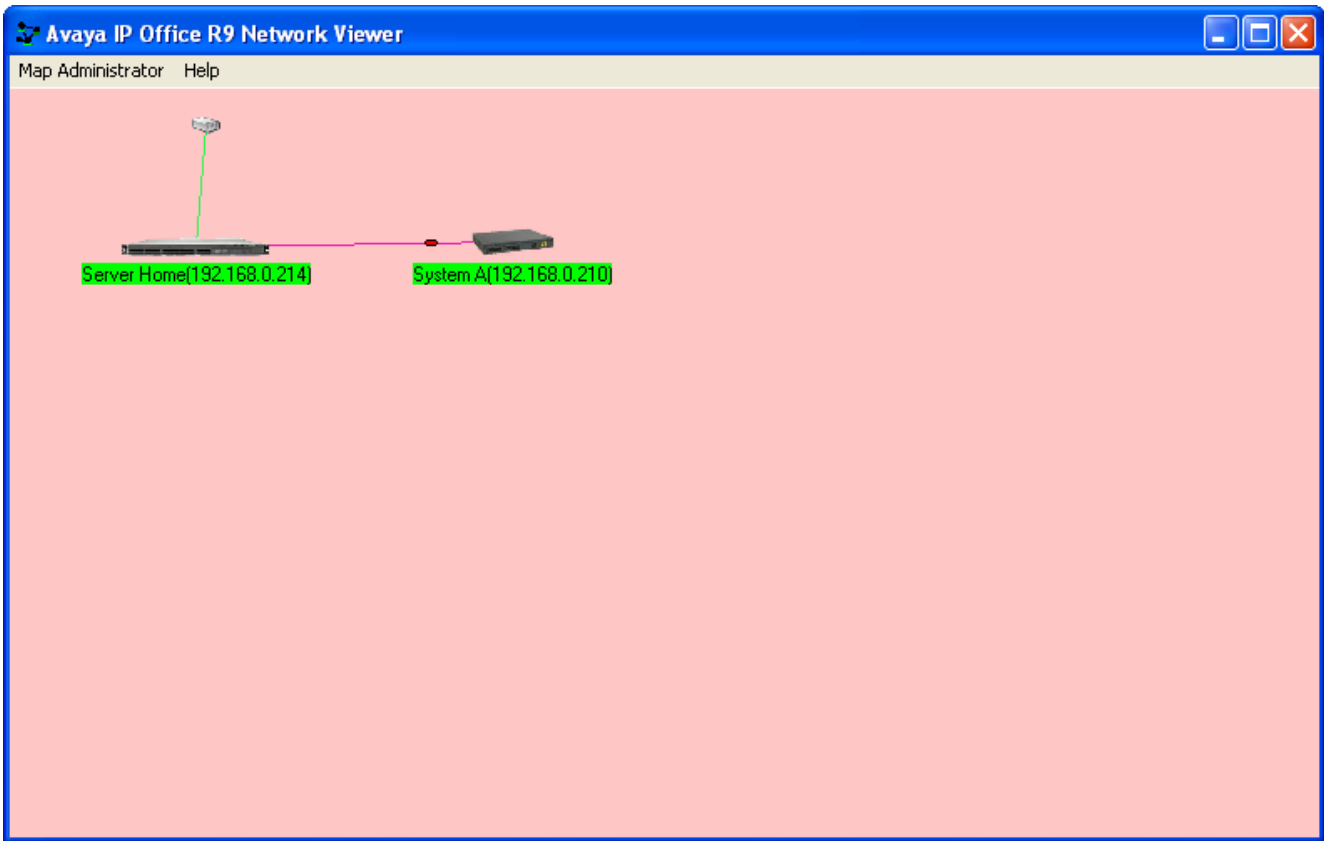 Avaya IP Office R9 Network Viewer
Map Administrator Help
Server Home(192.168.0.214) System A(192.168.0.210)